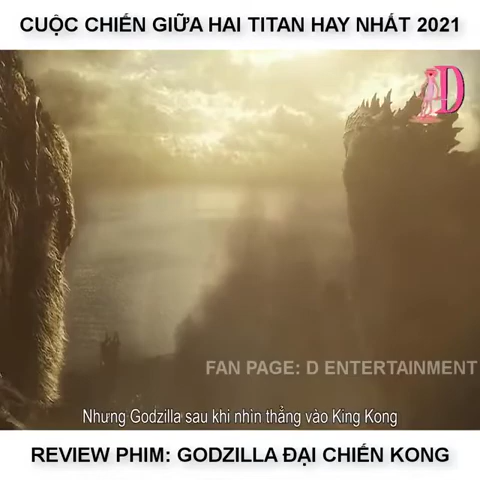 CUỘC CHIẾN GIỮA HAI TITAN HAY NHẤT 2021
D
FAN PAGE: D ENTERTAINMENT
Nhưng Godzilla sau khi nhìn thẳng vào King Kong
REVIEW PHIM: GODZILLA ĐẠI CHIẾN KONG